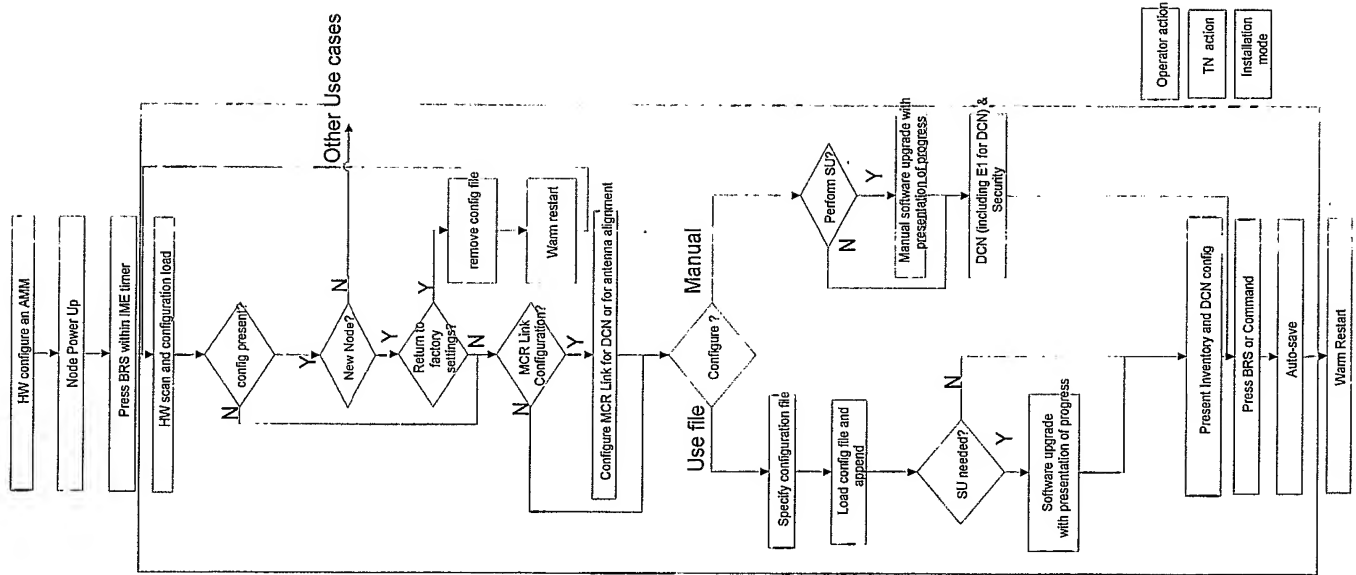 HW configure an AMM
Node Power Up
Press BRS within IME timer
HW scan and configuration load
config present?
N
Y
New Node?
N
Other Use cases
Y
Return to
factory
settings?
Y
remove config file
Warm restart
N
MCR Link
Configuration?
N
Y
Configure MCR Link for DCN or for antenna alignment
Configure ?
Use file
Manual
Specify configuration file
Load config file and
append
SU needed?
N
Y
Software upgrade
with presentation of progress
Perform SU?
N
Y
Manual software upgrade with
presentation of progress
DCN (including E1 for DCN) &
Security
Present Inventory and DCN config
Press BRS or Command
Auto-save
Warm Restart
Operator action
TN action
Installation
mode